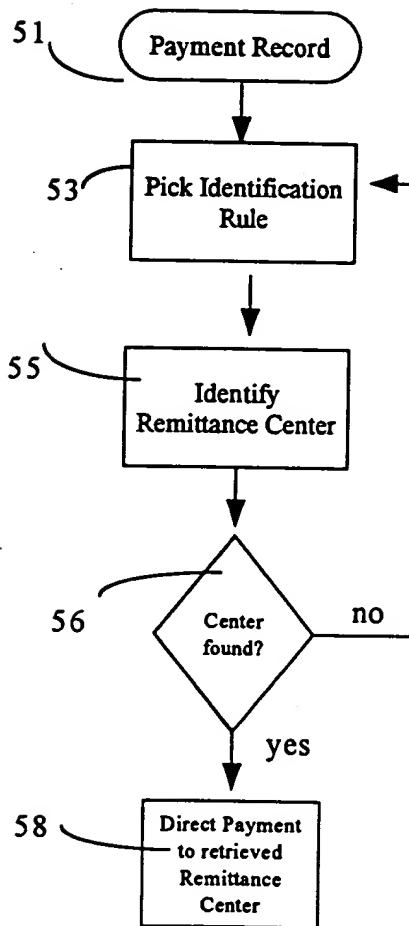 51
Payment Record
53
Pick Identification
Rule
55
Identify
Remittance Center
56
Center
found?
no
yes
58
Direct Payment
to retrieved
Remittance
Center